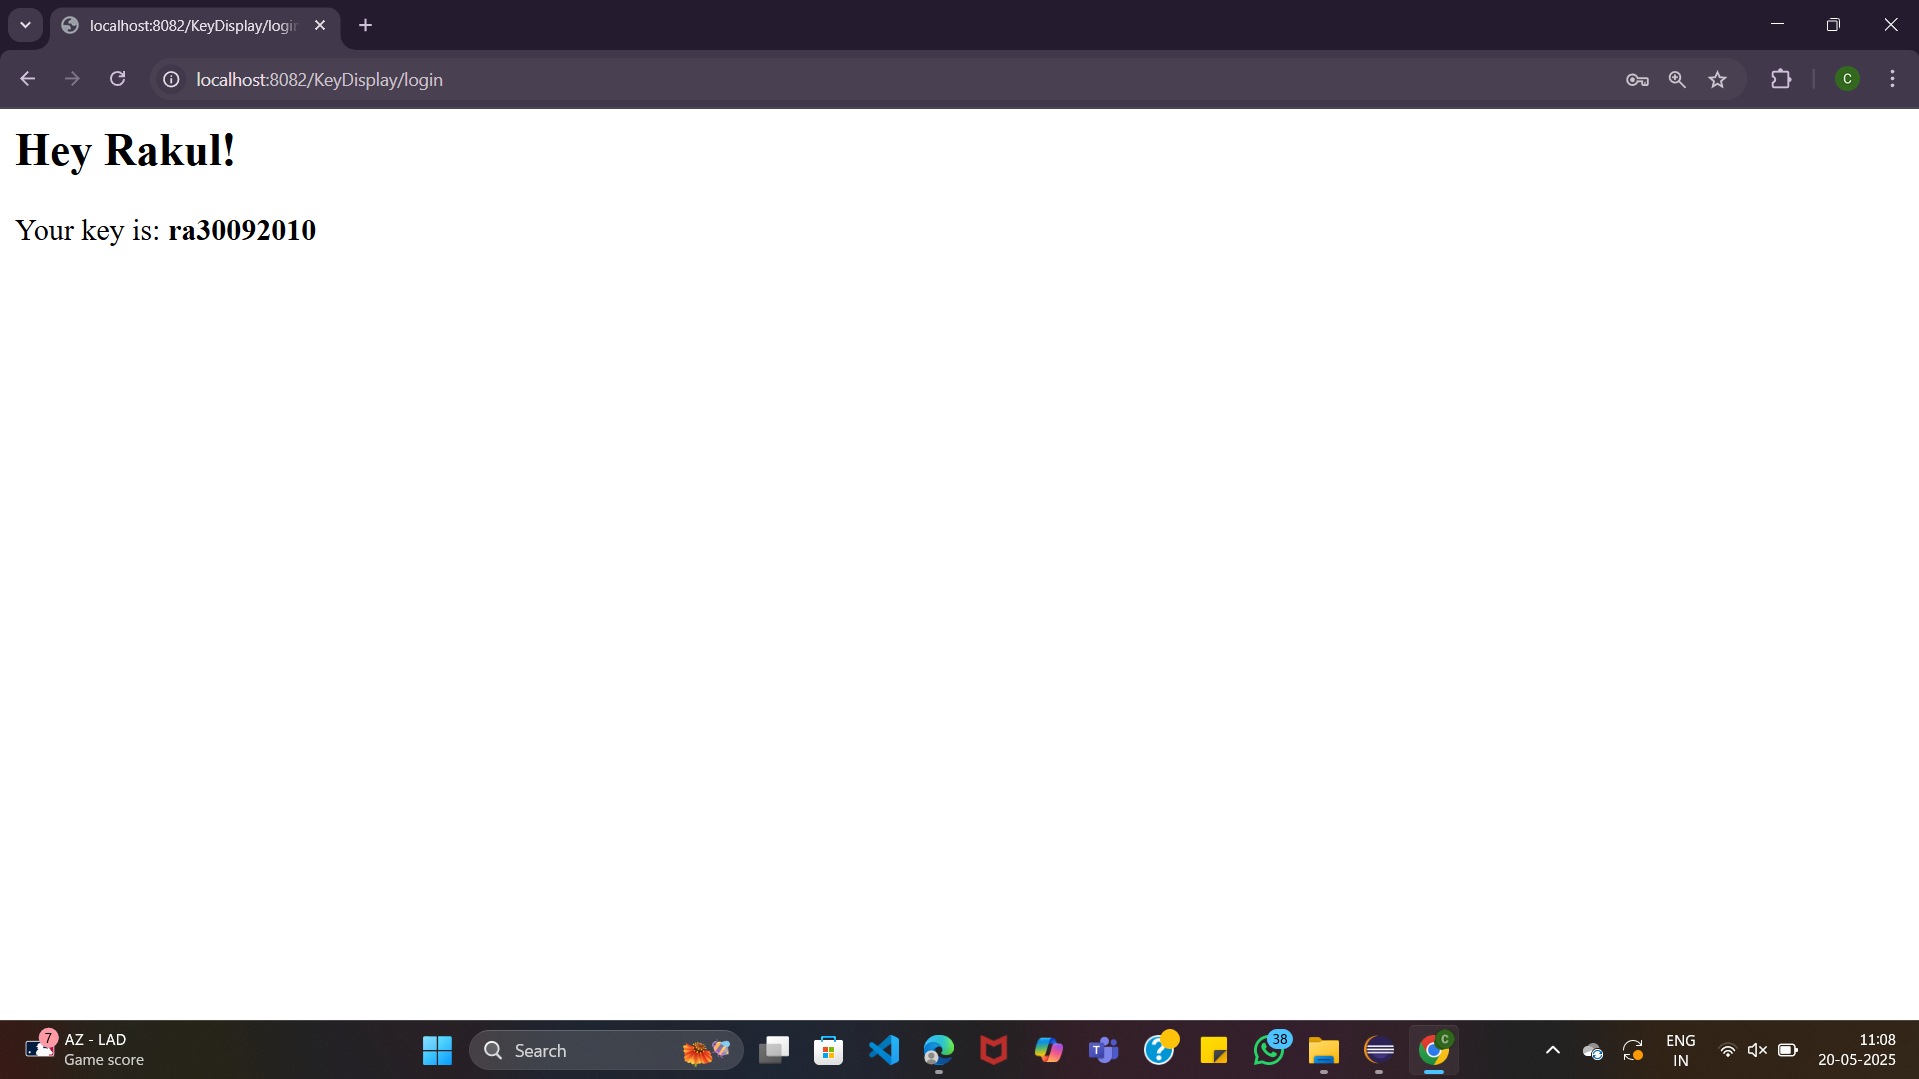 localhost:8082/KeyDisplay/login
localhost:8082/KeyDisplay/login
C
Hey Rakul!
Your key is: ra30092010
7
AZ - LAD
Game score
Search
T
38
C
ENG
IN
11:08
20-05-2025